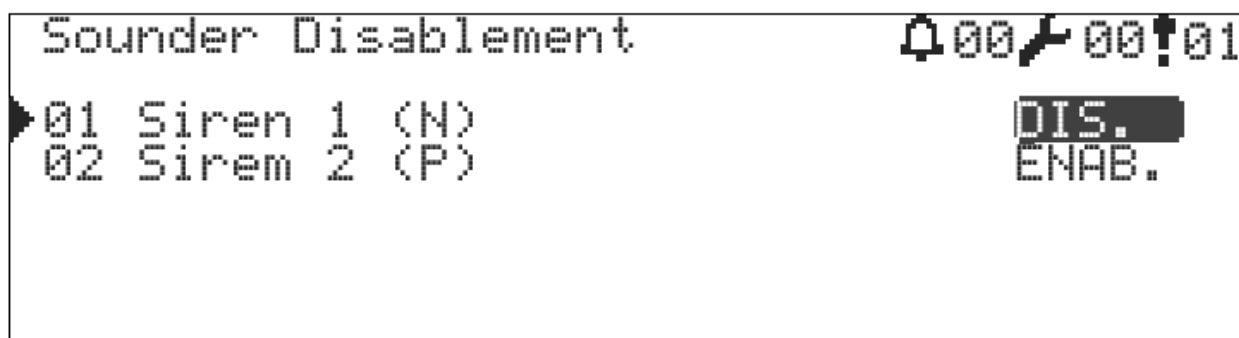 Sounder Disablement 00 00 01
01 Siren 1 (N) DIS.
02 Sirem 2 (P) ENAB.